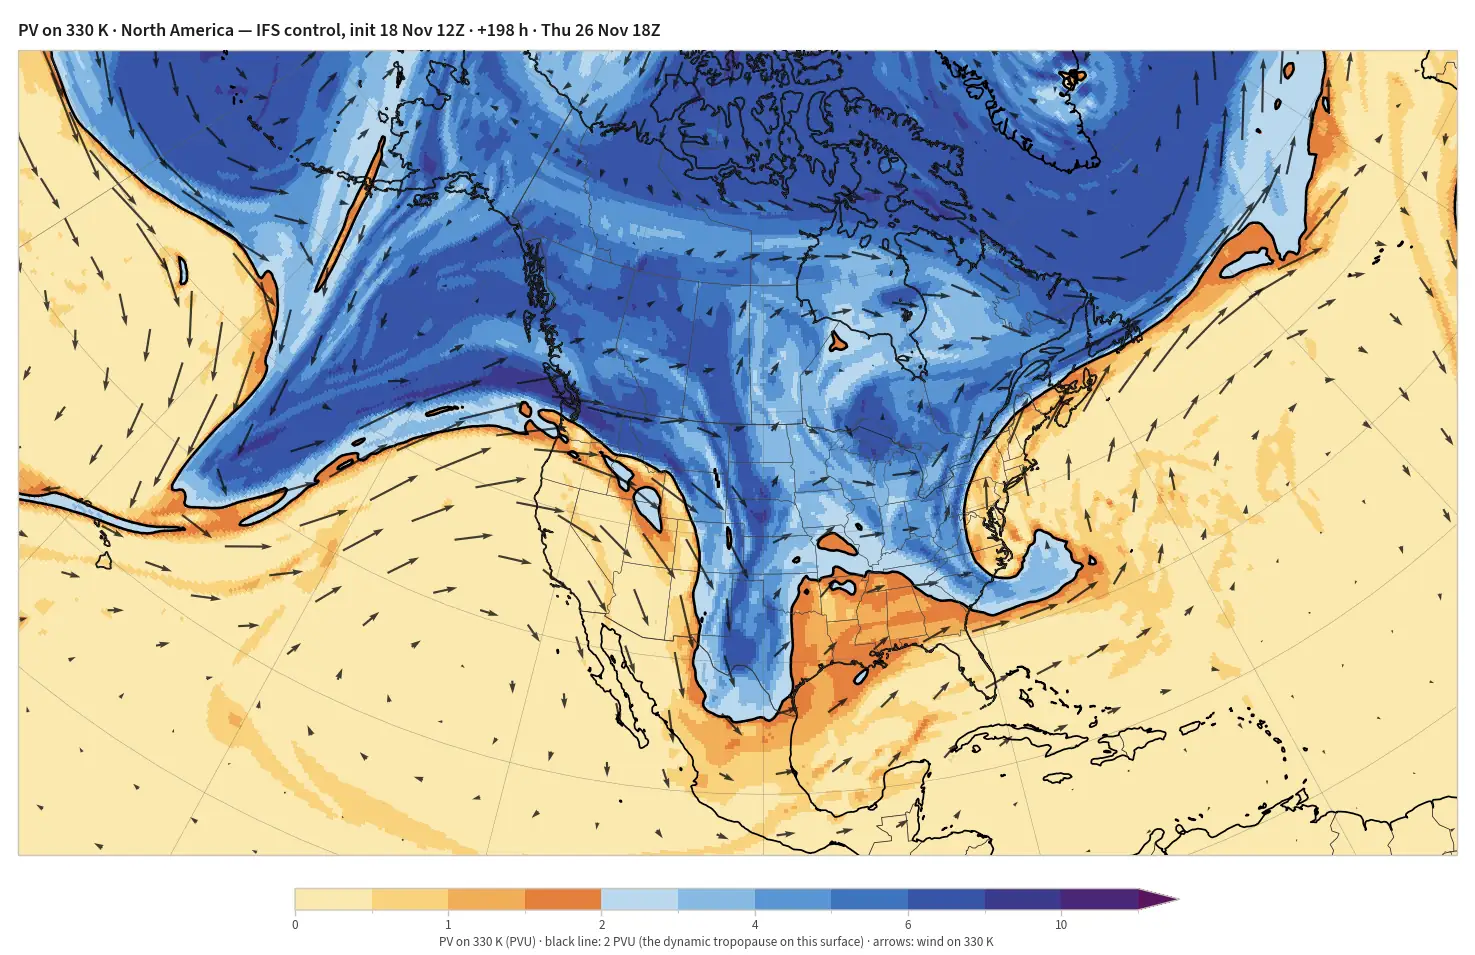 PV on 330 K · North America — IFS control, init 18 Nov 12Z · +198 h · Thu 26 Nov 18Z
0 1 2 4 6 10
PV on 330 K (PVU) · black line: 2 PVU (the dynamic tropopause on this surface) · arrows: wind on 330 K